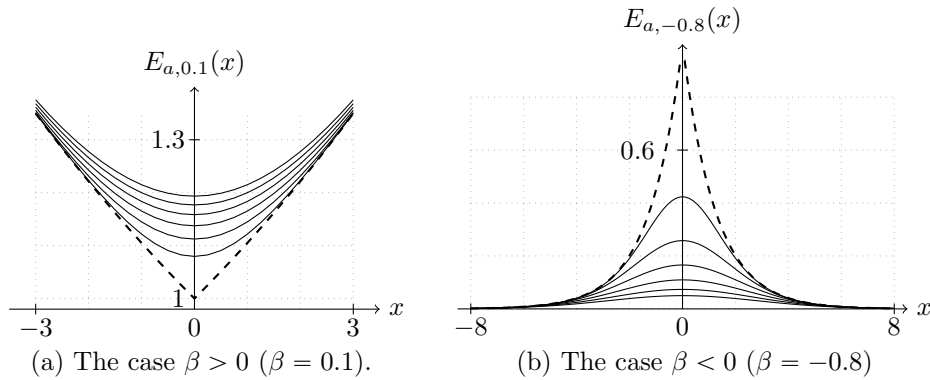 E_{a,0.1}(x)
1.3
1
−3 0 3 x
(a) The case β > 0 (β = 0.1).
E_{a,−0.8}(x)
0.6
−8 0 8 x
(b) The case β < 0 (β = −0.8)